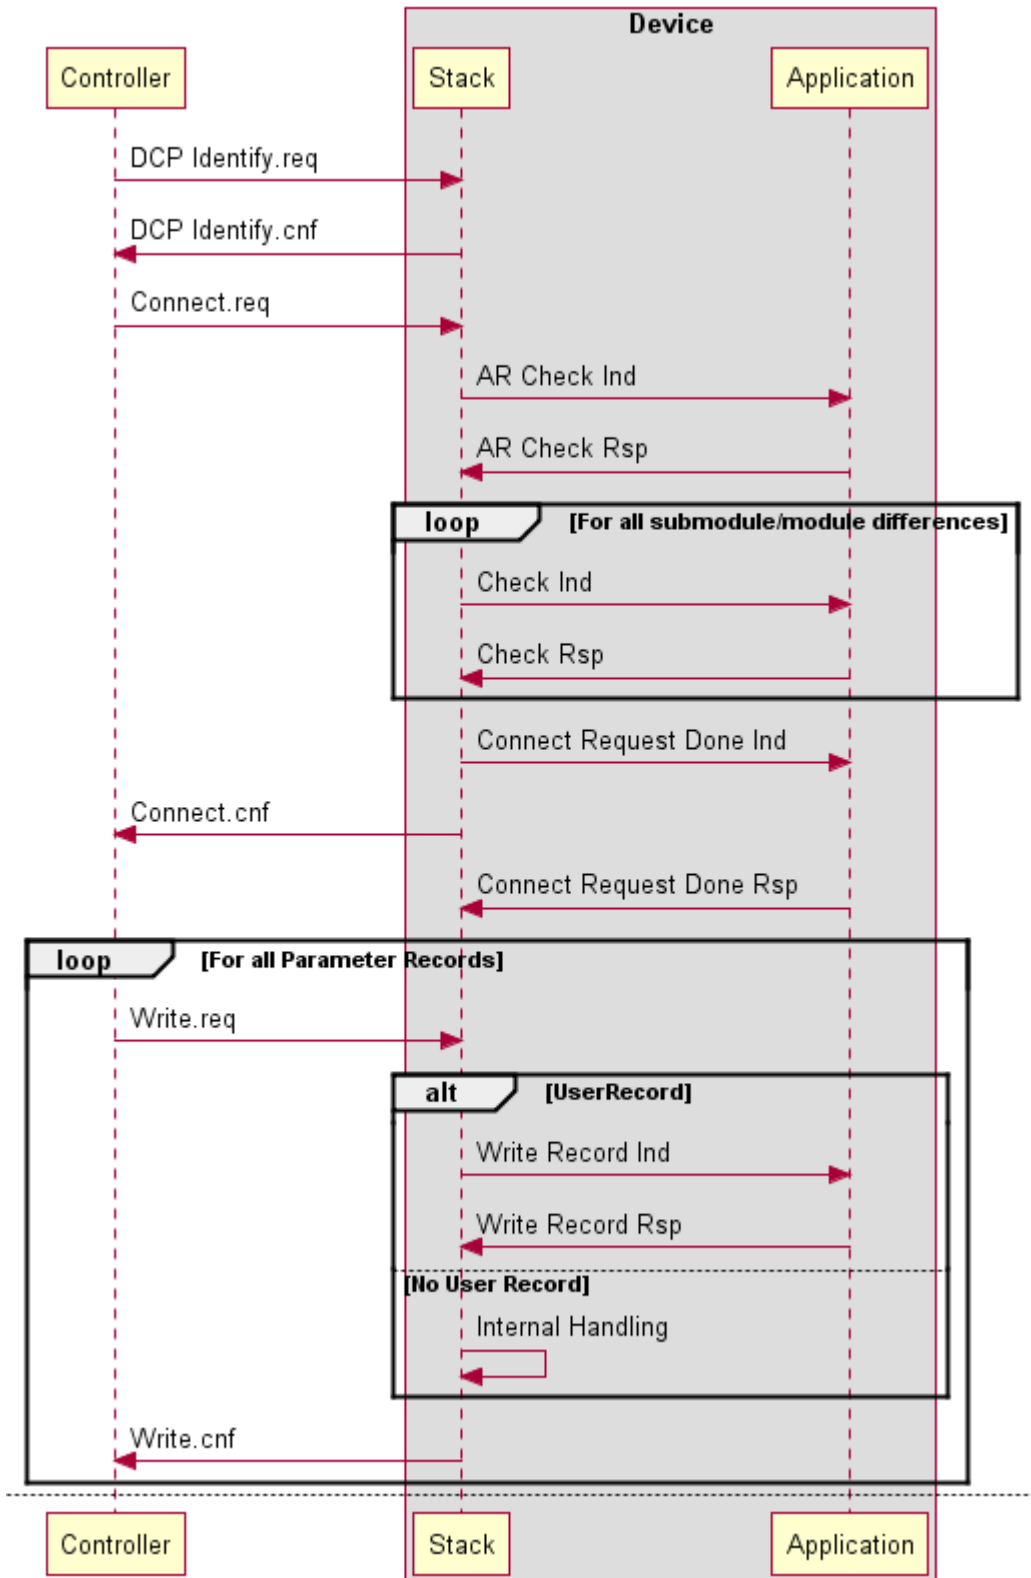 Device
Controller
Stack
Application
DCP Identify.req
DCP Identify.cnf
Connect.req
AR Check Ind
AR Check Rsp
loop [For all submodule/module differences]
Check Ind
Check Rsp
Connect Request Done Ind
Connect.cnf
Connect Request Done Rsp
loop [For all Parameter Records]
Write.req
alt [UserRecord]
Write Record Ind
Write Record Rsp
[No User Record]
Internal Handling
Write.cnf
Controller
Stack
Application